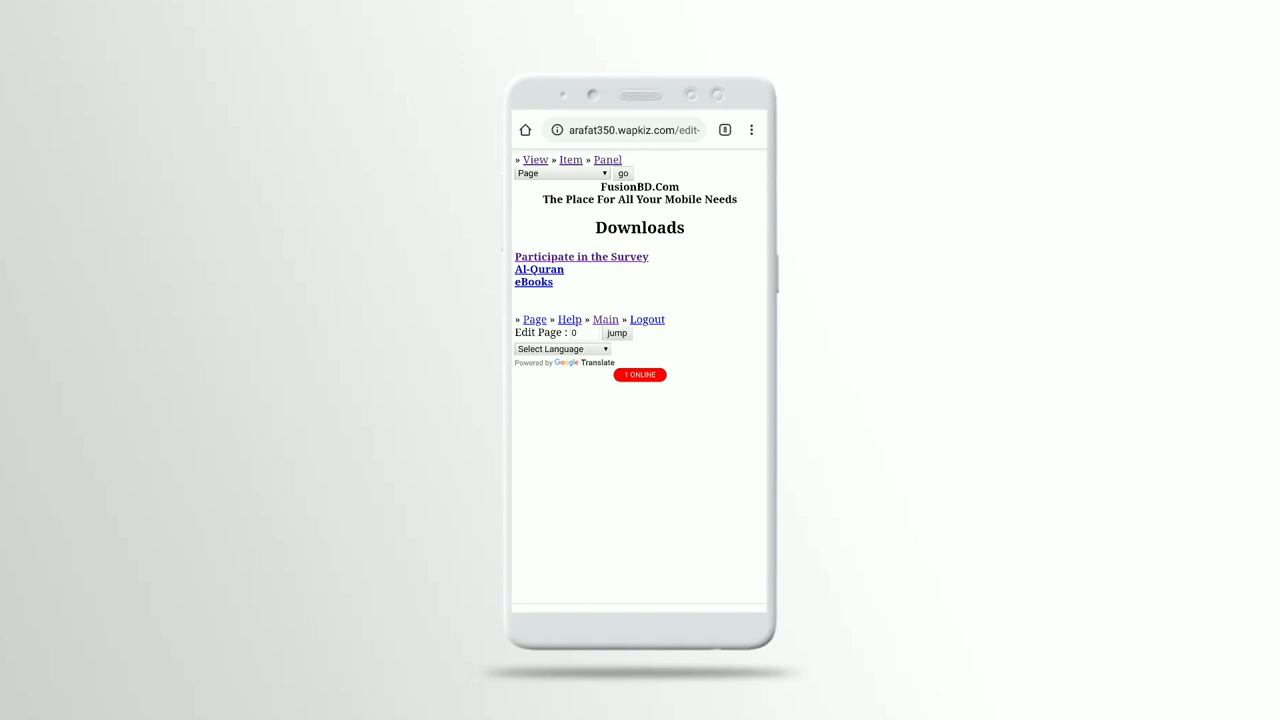 arafat350.wapkiz.com/edit-
8
» View » Item » Panel
Page go
FusionBD.Com
The Place For All Your Mobile Needs
Downloads
Participate in the Survey
Al-Quran
eBooks
» Page » Help » Main » Logout
Edit Page : 0 jump
Select Language
Powered by Google Translate
1 ONLINE